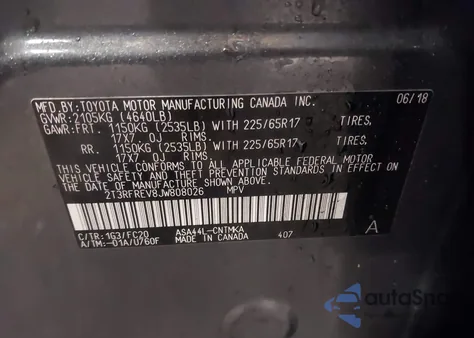 MFD. BY:TOYOTA MOTOR MANUFACTURING CANADA INC. 06/18
GVWR: 2105KG (4640LB)
GAWR: FRT. 1150KG (2535LB) WITH 225/65R17 TIRES,
17X7 0J RIMS.
RR. 1150KG (2535LB) WITH 225/65R17 TIRES,
17X7 0J RIMS.
THIS VEHICLE CONFORMS TO ALL APPLICABLE FEDERAL MOTOR
VEHICLE SAFETY AND THEFT PREVENTION STANDARDS IN EFFECT
ON THE DATE OF MANUFACTURE SHOWN ABOVE.
2T3RFREV8JW808026 MPV
C/TR: 1G3/FC20 ASA44L-CNTMKA
A/TM: -01A/U760F MADE IN CANADA 407 A
autoSna